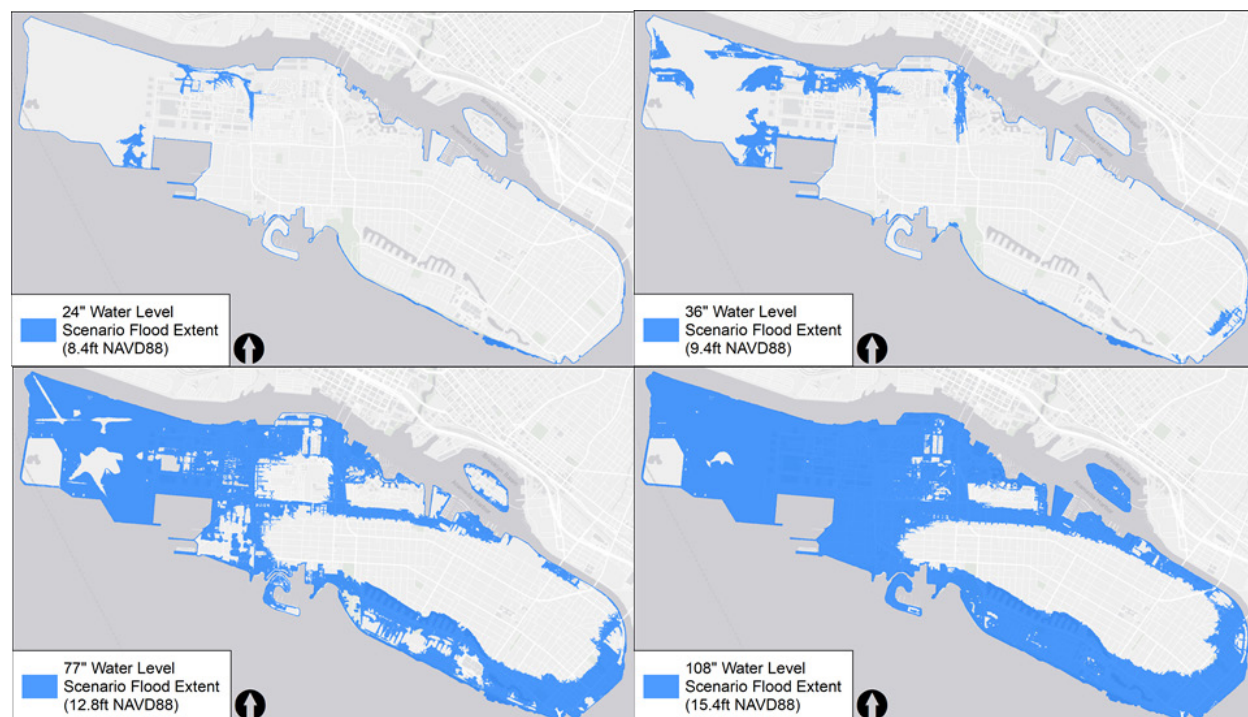 24" Water Level
Scenario Flood Extent
(8.4ft NAVD88)
36" Water Level
Scenario Flood Extent
(9.4ft NAVD88)
77" Water Level
Scenario Flood Extent
(12.8ft NAVD88)
108" Water Level
Scenario Flood Extent
(15.4ft NAVD88)